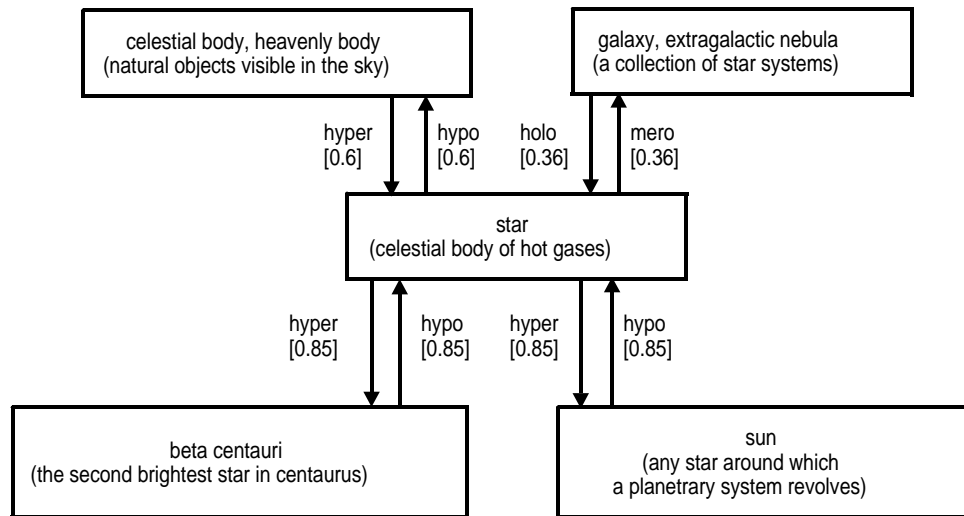 celestial body, heavenly body
(natural objects visible in the sky)
galaxy, extragalactic nebula
(a collection of star systems)
hyper
[0.6]
hypo
[0.6]
holo
[0.36]
mero
[0.36]
star
(celestial body of hot gases)
hyper
[0.85]
hypo
[0.85]
hyper
[0.85]
hypo
[0.85]
beta centauri
(the second brightest star in centaurus)
sun
(any star around which
a planetrary system revolves)